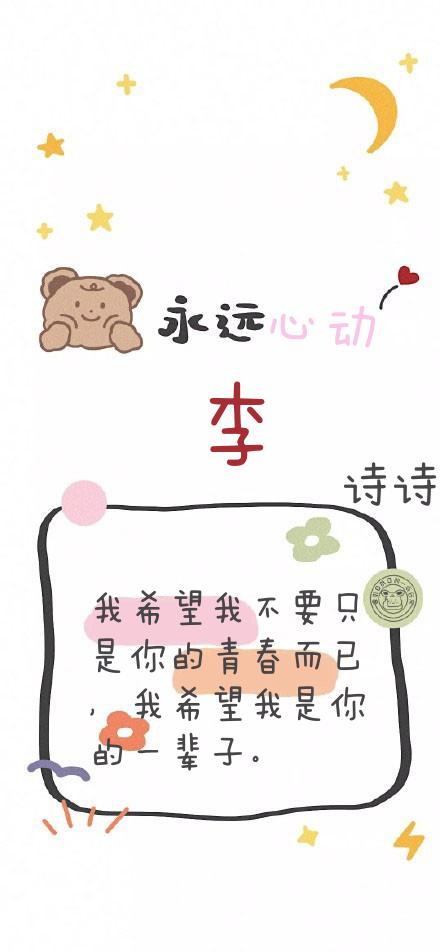 永远心动
李
诗诗
我希望我不要只
是你的青春而已
，我希望我是你
的一辈子。